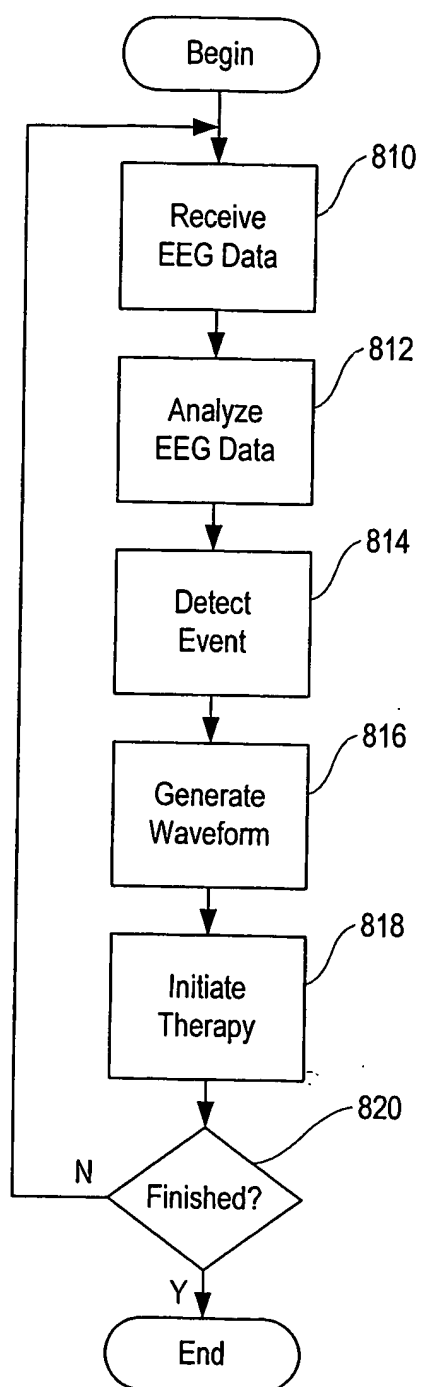 Begin
810
Receive
EEG Data
812
Analyze
EEG Data
814
Detect
Event
816
Generate
Waveform
818
Initiate
Therapy
820
N
Finished?
Y
End